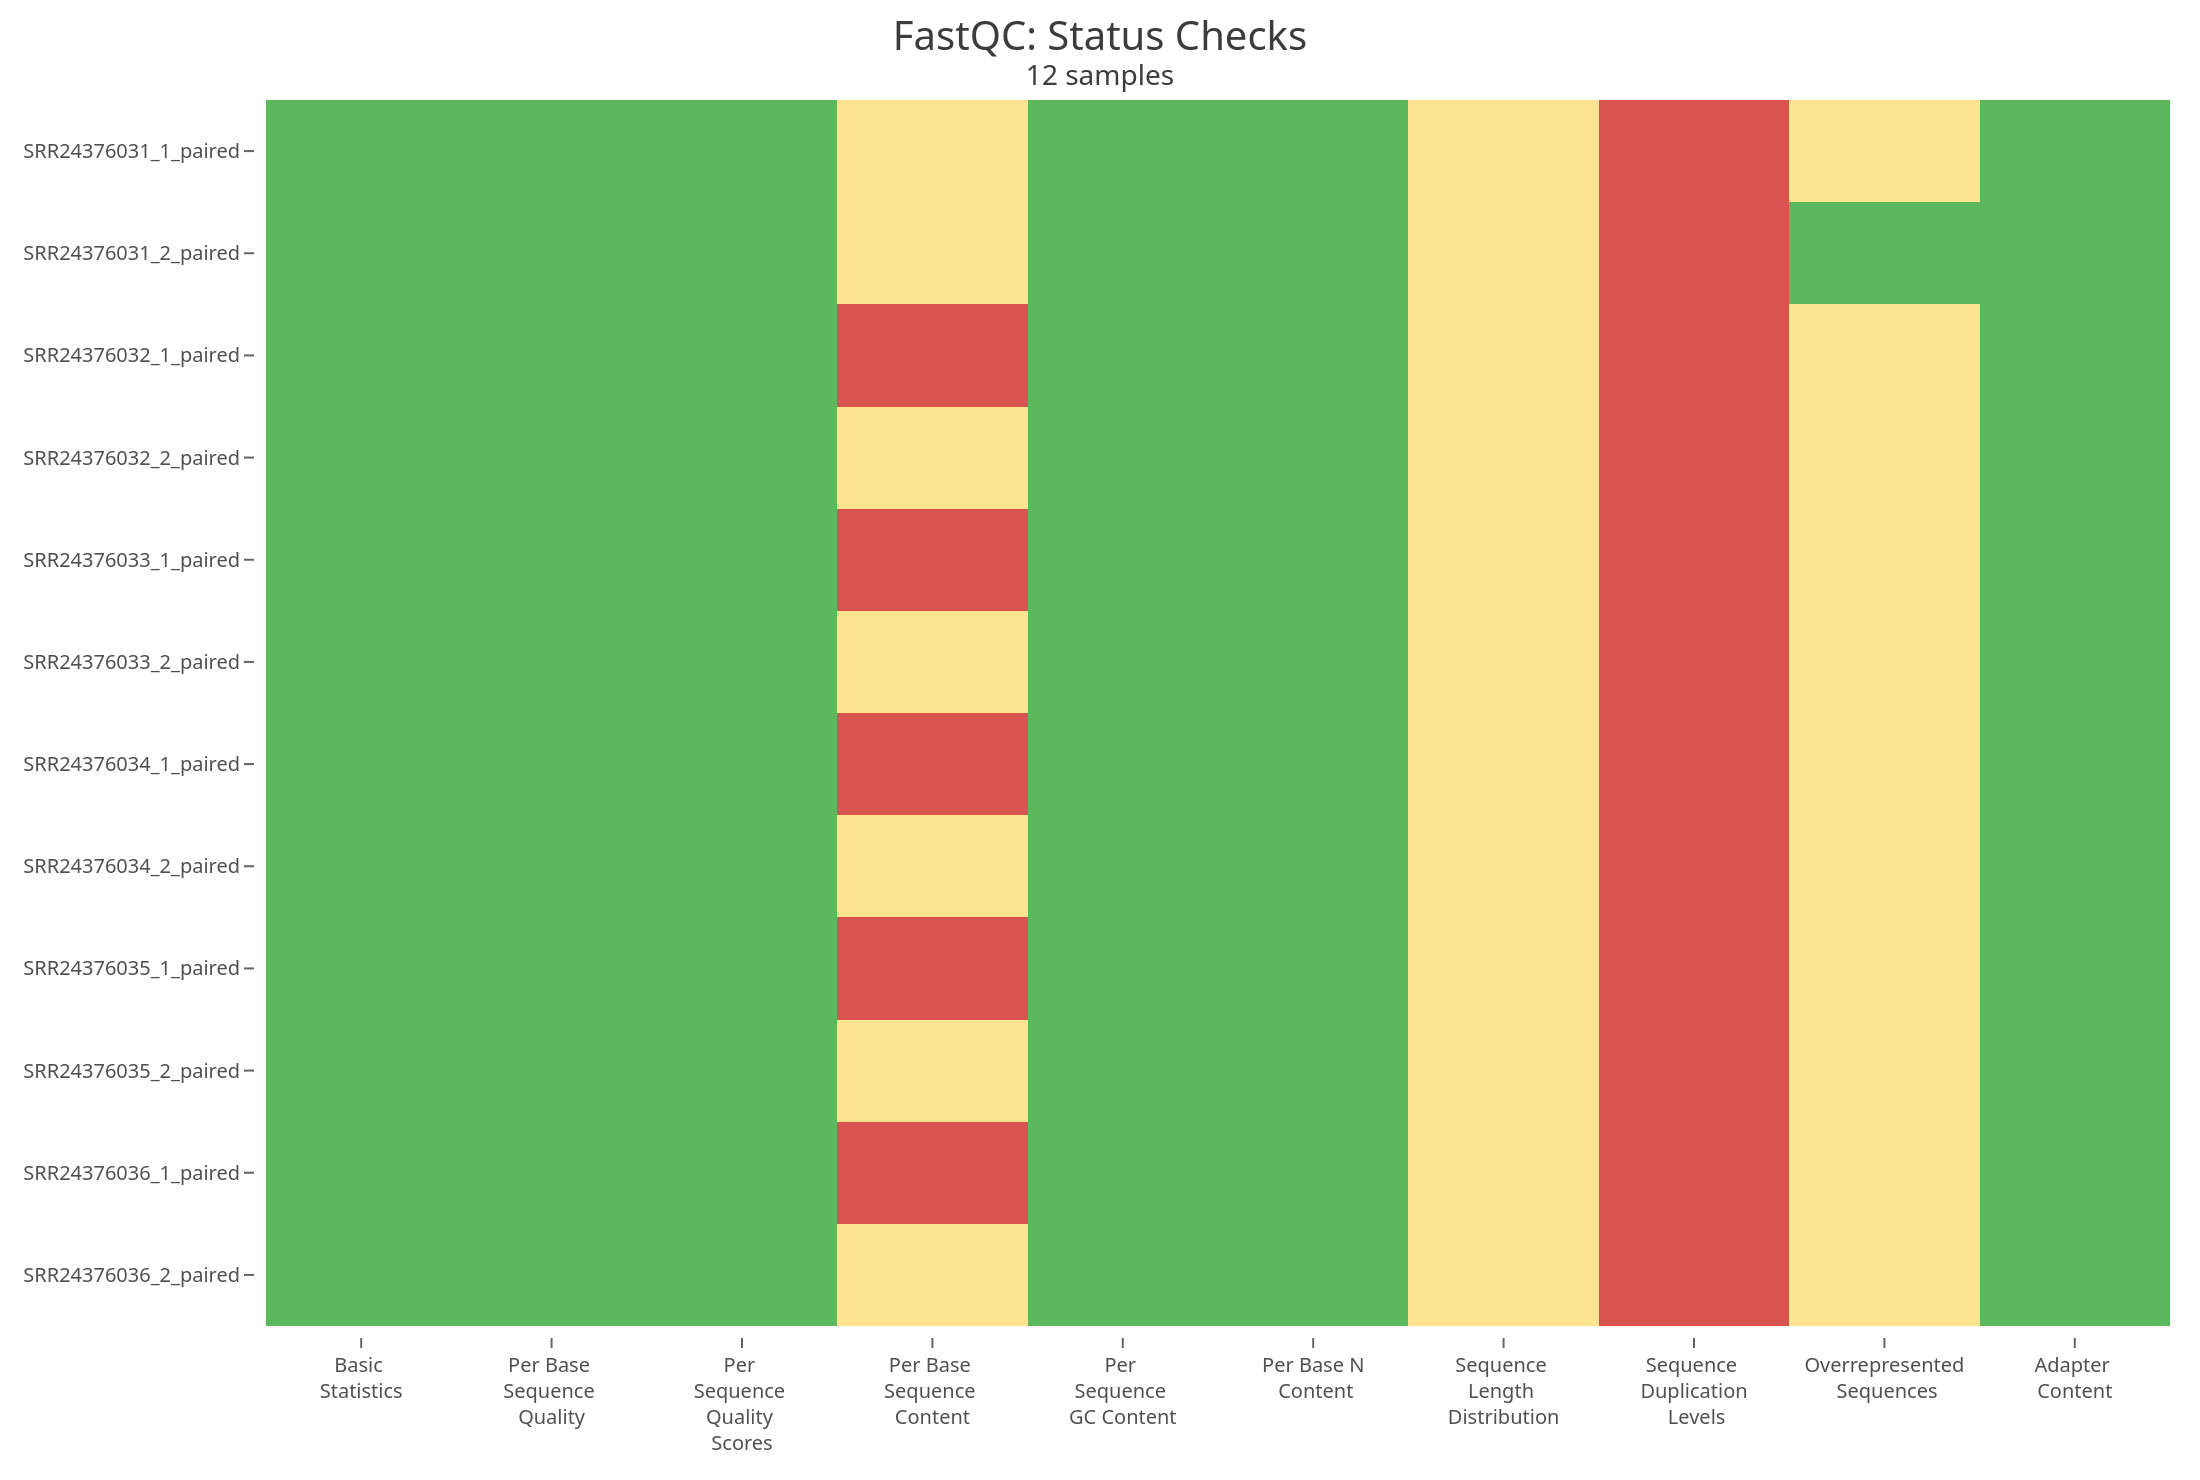 FastQC: Status Checks
12 samples
SRR24376031_1_paired
SRR24376031_2_paired
SRR24376032_1_paired
SRR24376032_2_paired
SRR24376033_1_paired
SRR24376033_2_paired
SRR24376034_1_paired
SRR24376034_2_paired
SRR24376035_1_paired
SRR24376035_2_paired
SRR24376036_1_paired
SRR24376036_2_paired
Basic
Statistics
Per Base
Sequence
Quality
Per
Sequence
Quality
Scores
Per Base
Sequence
Content
Per
Sequence
GC Content
Per Base N
Content
Sequence
Length
Distribution
Sequence
Duplication
Levels
Overrepresented
Sequences
Adapter
Content